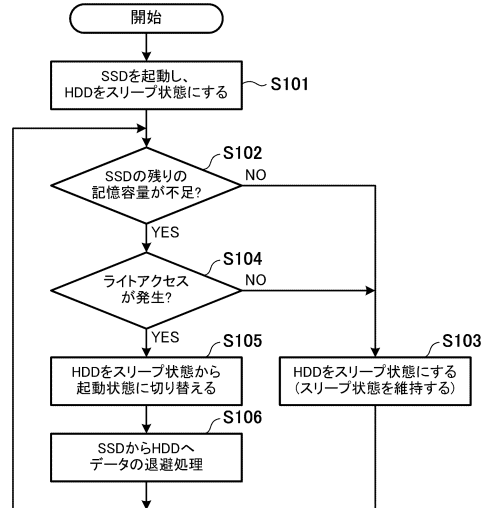 開始
SSDを起動し、
HDDをスリープ状態にする
S101
S102
SSDの残りの
記憶容量が不足?
NO
YES
S104
ライトアクセス
が発生?
NO
YES
S105
HDDをスリープ状態から
起動状態に切り替える
S103
HDDをスリープ状態にする
(スリープ状態を維持する)
S106
SSDからHDDへ
データの退避処理